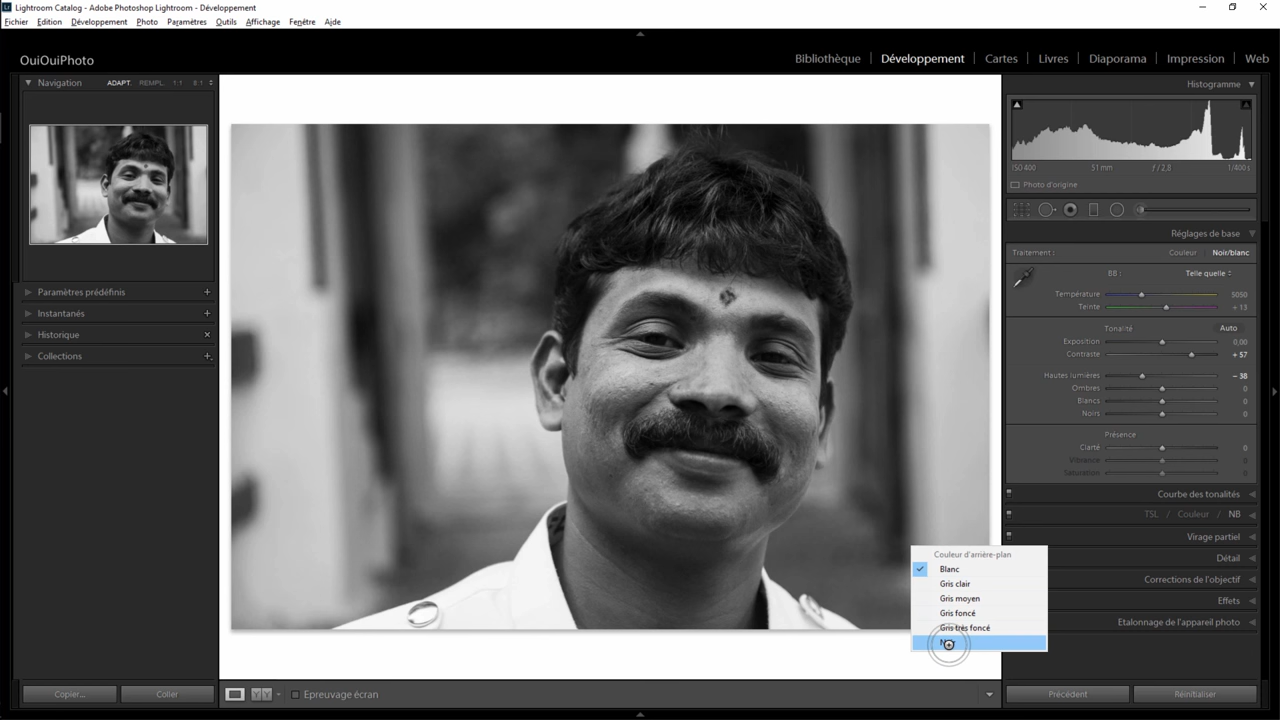 Lightroom Catalog - Adobe Photoshop Lightroom - Développement
Fichier Edition Développement Photo Paramètres Outils Affichage Fenêtre Aide
OuiOuiPhoto
Bibliothèque | Développement | Cartes | Livres | Diaporama | Impression | Web
Navigation ADAPT. REMPL. 1:1 8:1
Paramètres prédéfinis +
Instantanés +
Historique ×
Collections +
Histogramme
ISO 400 51 mm ƒ / 2,8 1/400s
Photo d'origine
Réglages de base
Traitement : Couleur Noir/blanc
BB : Telle quelle
Température 5050
Teinte + 13
Tonalité Auto
Exposition 0,00
Contraste + 57
Hautes lumières – 38
Ombres 0
Blancs 0
Noirs 0
Présence
Clarté 0
Vibrance 0
Saturation 0
Courbe des tonalités
TSL / Couleur / NB
Virage partiel
Détail
Corrections de l'objectif
Effets
Etalonnage de l'appareil photo
Couleur d'arrière-plan
Blanc
Gris clair
Gris moyen
Gris foncé
Gris très foncé
Copier... Coller
YY Epreuvage écran
Précédent Réinitialiser